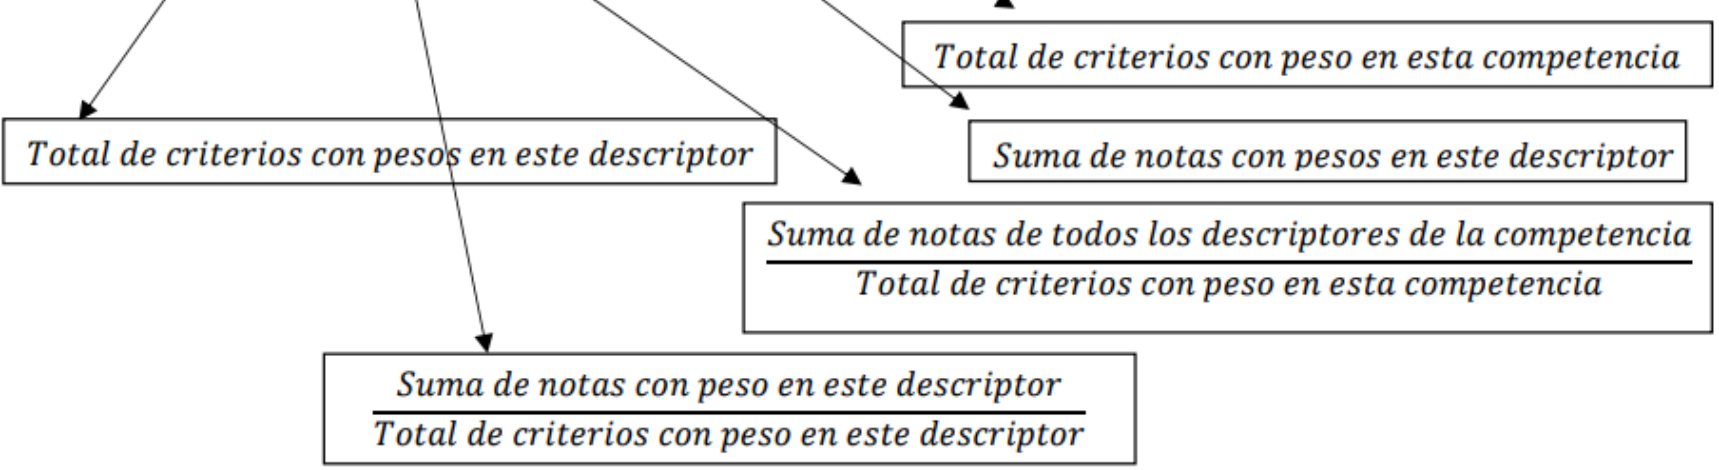 Total de criterios con peso en esta competencia
Total de criterios con pesos en este descriptor
Suma de notas con pesos en este descriptor
Suma de notas de todos los descriptores de la competencia
Total de criterios con peso en esta competencia
Suma de notas con peso en este descriptor
Total de criterios con peso en este descriptor